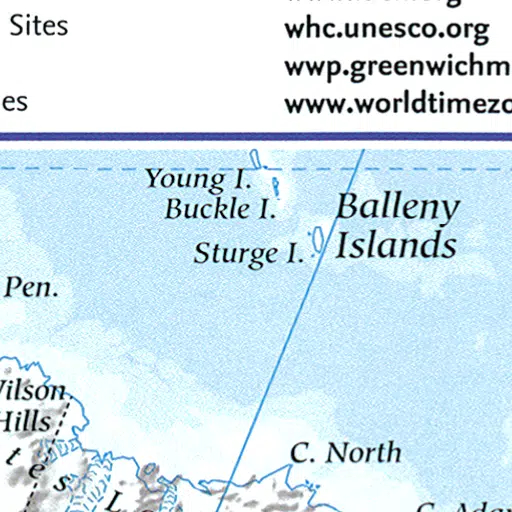 Sites
whc.unesco.org
wwp.greenwichm
es
www.worldtimezo
Young I.
Buckle I.
Balleny
Islands
Sturge I.
Pen.
Wilson
Hills
C. North